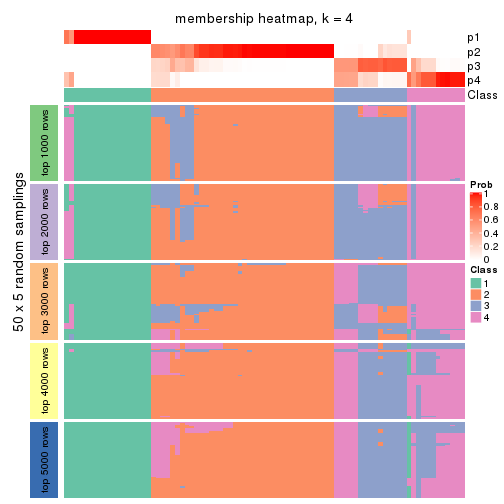 membership heatmap, k = 4
p1
p2
p3
p4
Class
50 x 5 random samplings
top 1000 rows
top 2000 rows
top 3000 rows
top 4000 rows
top 5000 rows
Prob
1
0.8
0.6
0.4
0.2
0
Class
1
2
3
4